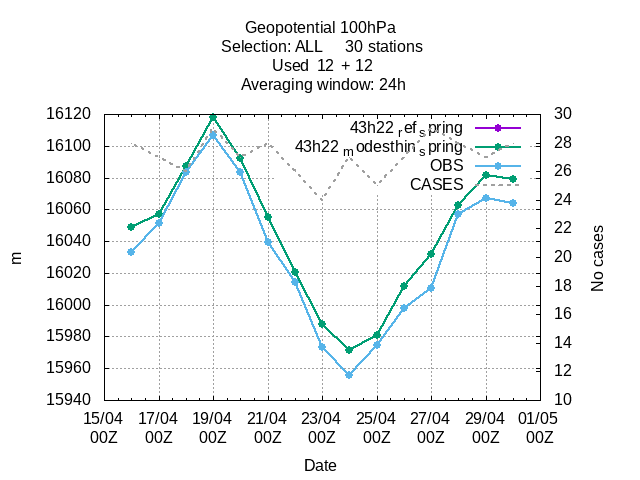 Geopotential 100hPa
Selection: ALL 30 stations
Used 12 + 12
Averaging window: 24h
43h22 ref spring
43h22 modesthin spring
OBS
CASES
16120
16100
16080
16060
16040
16020
16000
15980
15960
15940
m
30
28
26
24
22
20
18
16
14
12
10
No cases
15/04 17/04 19/04 21/04 23/04 25/04 27/04 29/04 01/05
00Z 00Z 00Z 00Z 00Z 00Z 00Z 00Z 00Z
Date